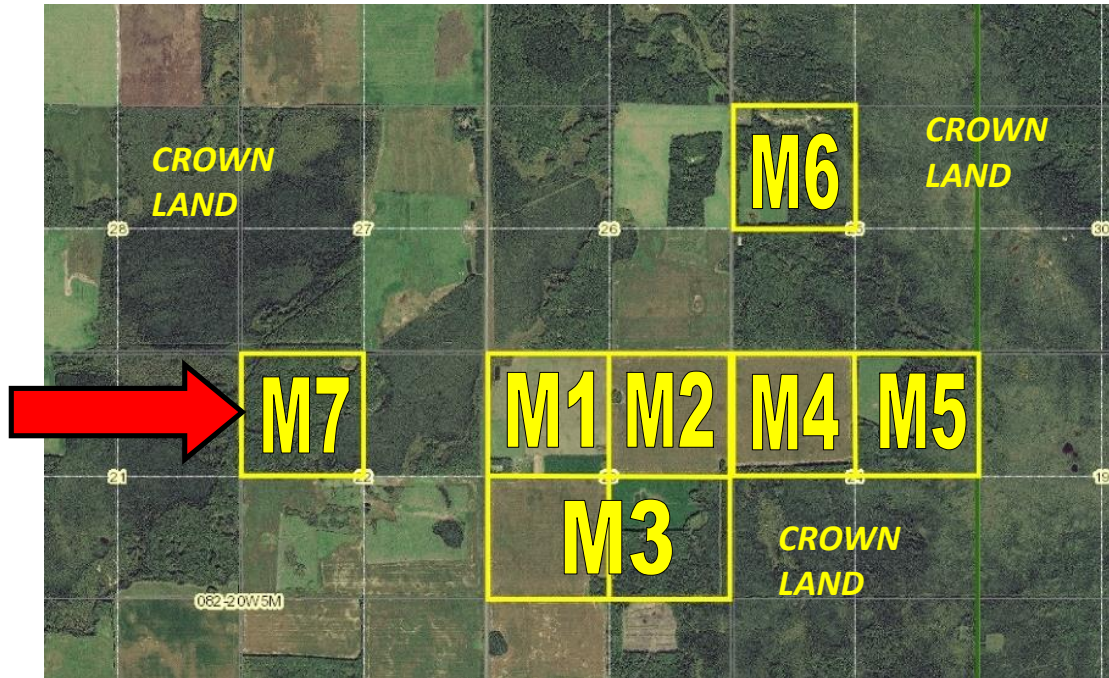 CROWN
LAND
M6
CROWN
LAND
28
27
26
25
30
M7
M1
M2
M4
M5
21
22
23
24
19
M3
CROWN
LAND
082-20W5M